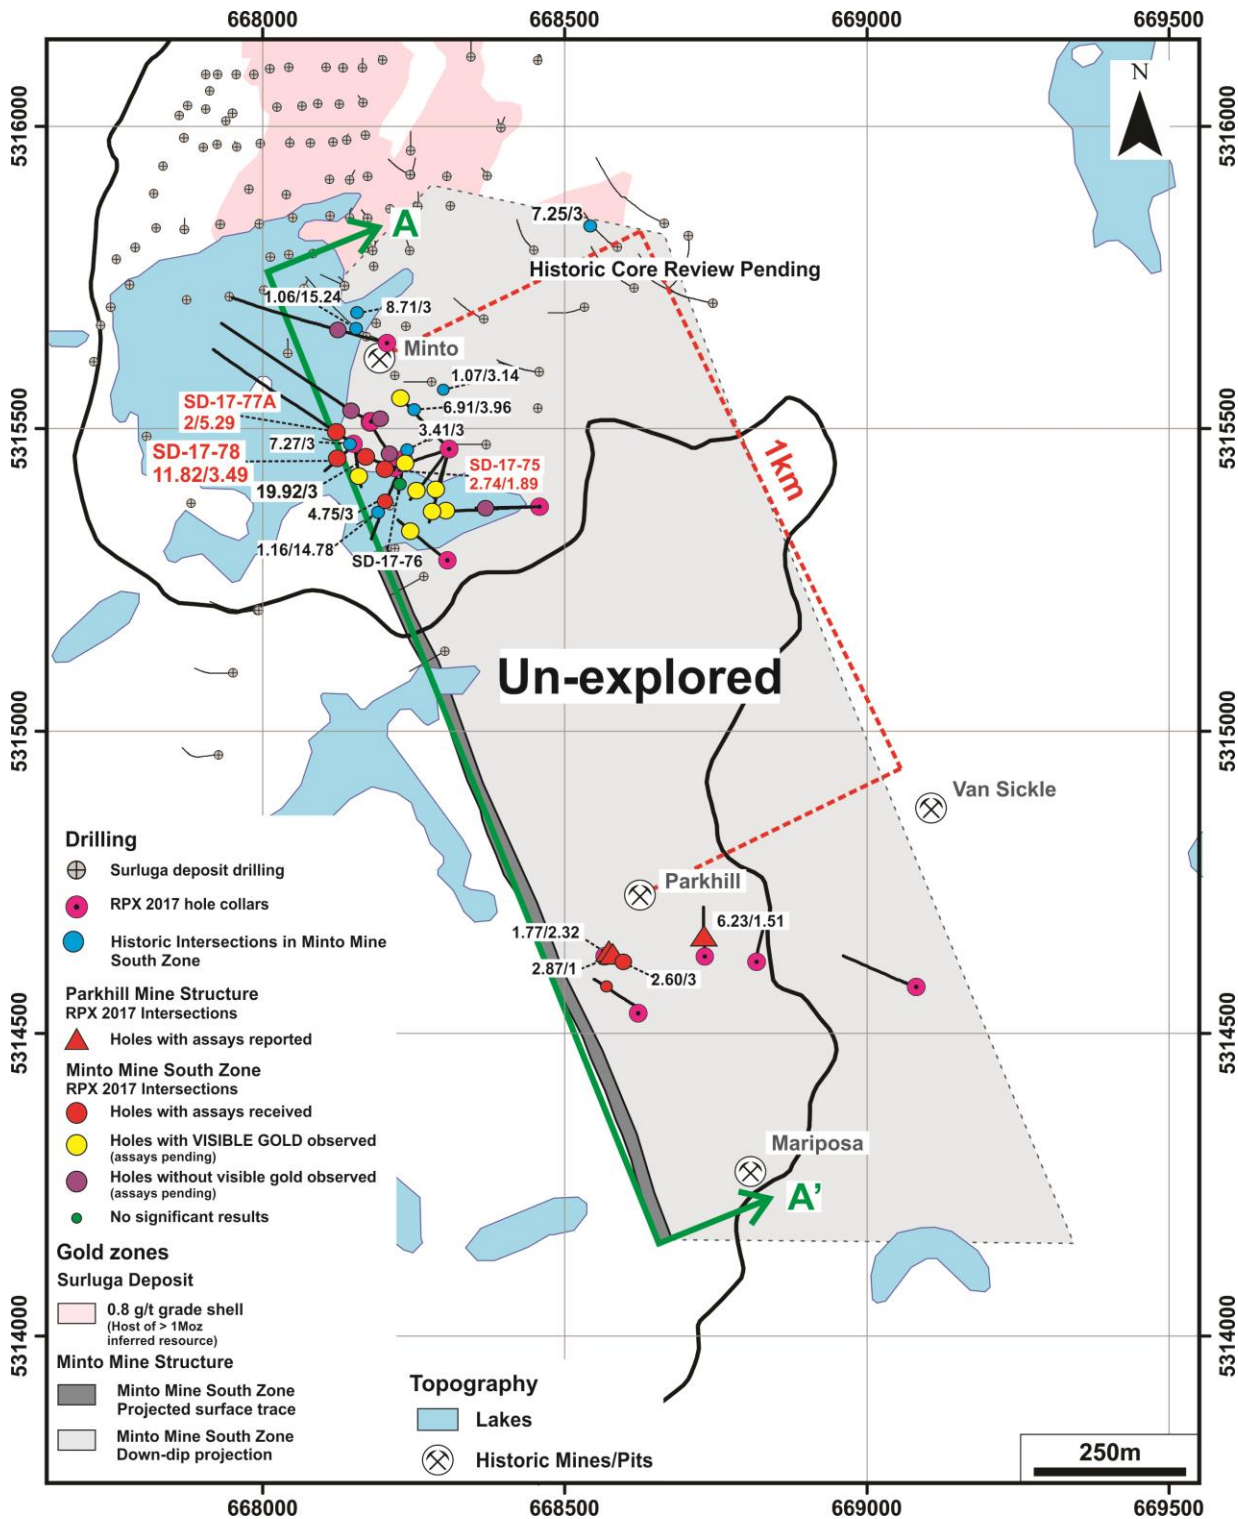 668000
668500
669000
669500
N
5316000
5316000
A
7.25/3
Historic Core Review Pending
1.06/15.24
8.71/3
Minto
1.07/3.14
SD-17-77A
2/5.29
6.91/3.96
5315500
5315500
3.41/3
7.27/3
SD-17-78
11.82/3.49
SD-17-75
2.74/1.89
1km
19.92/3
4.75/3
1.16/14.78
SD-17-76
Un-explored
5315000
5315000
Van Sickle
Parkhill
6.23/1.51
1.77/2.32
2.87/1
2.60/3
5314500
5314500
Mariposa
A'
5314000
5314000
Drilling
Surluga deposit drilling
RPX 2017 hole collars
Historic Intersections in Minto Mine
South Zone
Parkhill Mine Structure
RPX 2017 Intersections
Holes with assays reported
Minto Mine South Zone
RPX 2017 Intersections
Holes with assays received
Holes with VISIBLE GOLD observed
(assays pending)
Holes without visible gold observed
(assays pending)
No significant results
Gold zones
Surluga Deposit
0.8 g/t grade shell
(Host of > 1Moz
inferred resource)
Minto Mine Structure
Minto Mine South Zone
Projected surface trace
Minto Mine South Zone
Down-dip projection
Topography
Lakes
Historic Mines/Pits
250m
668000
668500
669000
669500